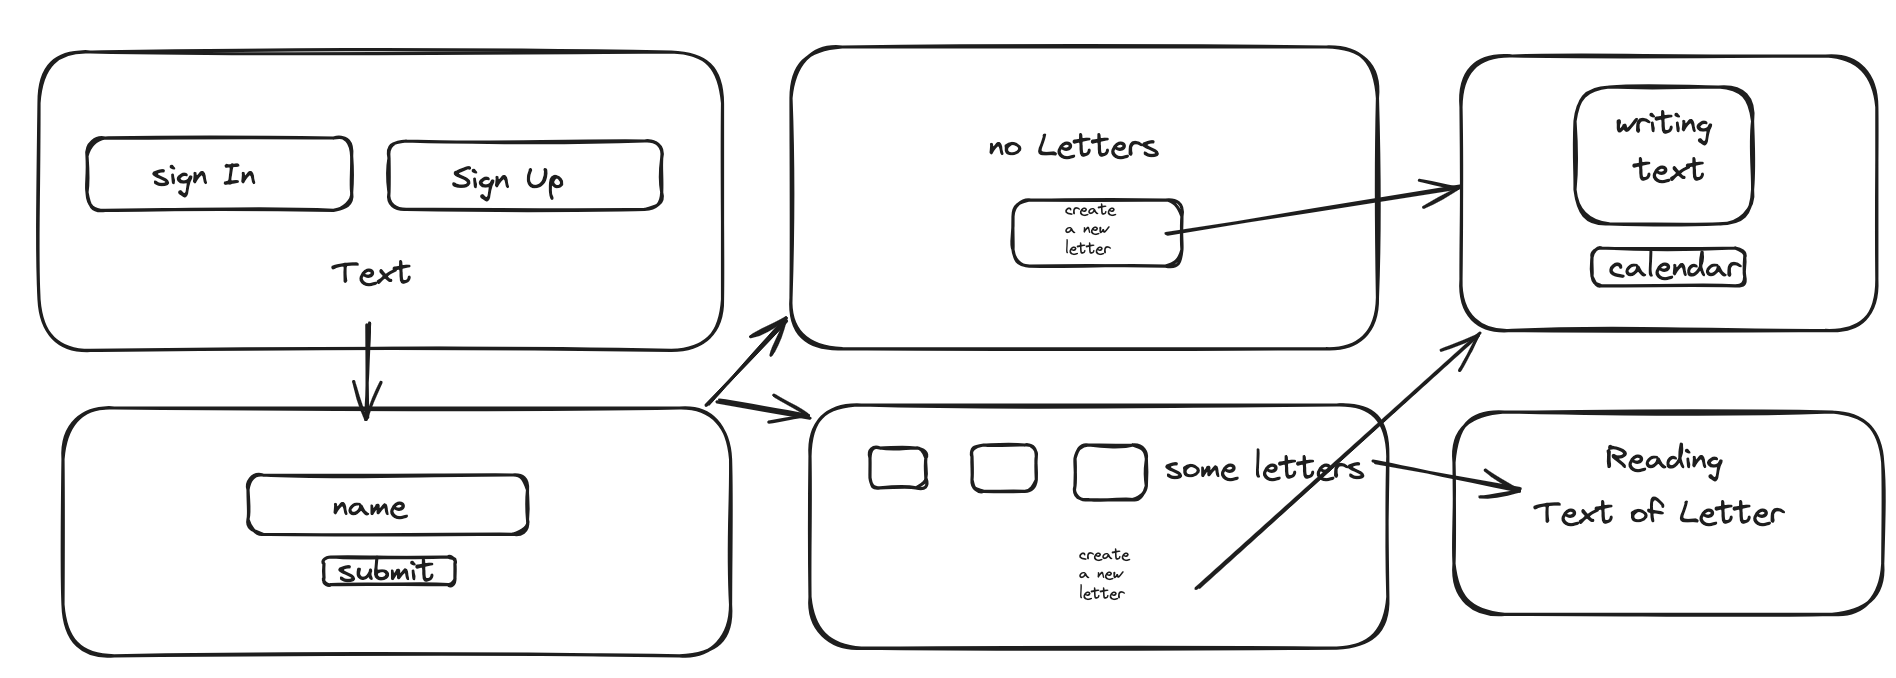 sign In
Sign Up
Text
name
submit
no Letters
create
a new
letter
some letters
create
a new
letter
writing
text
calendar
Reading
Text of Letter